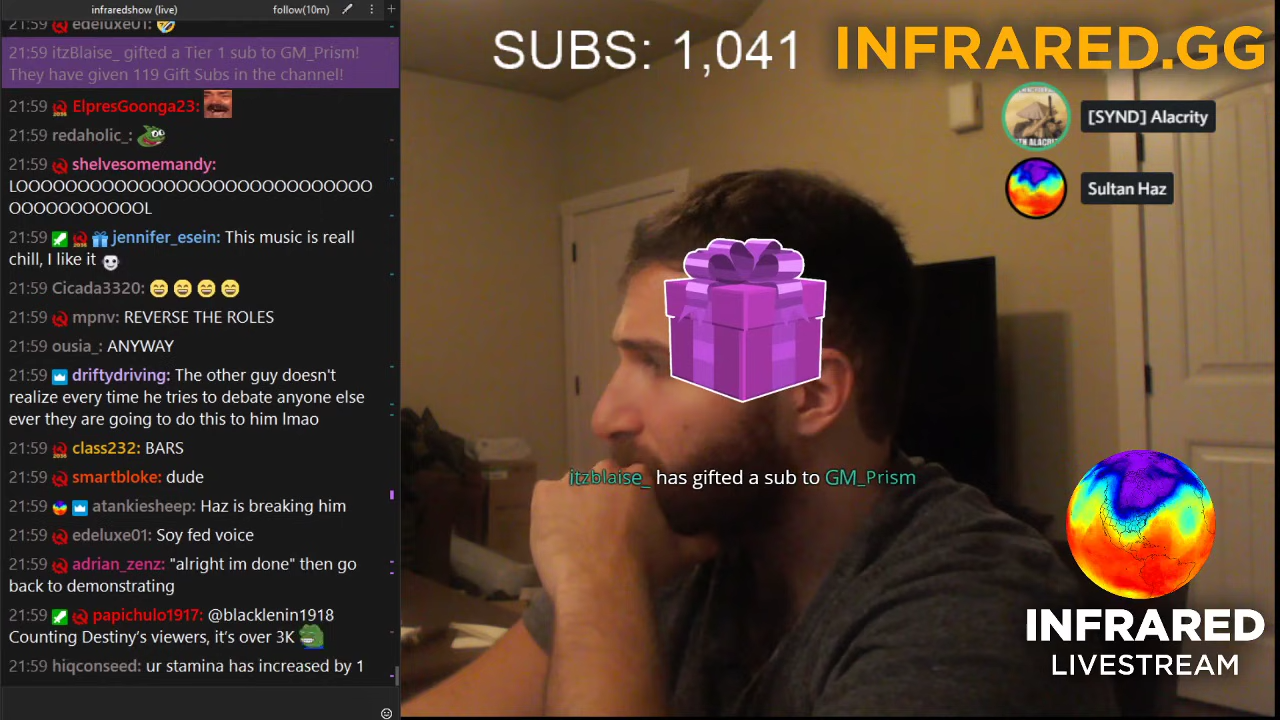 infraredshow (live)
follow(10m)
21:59 edeluxe01:
21:59 itzBlaise_ gifted a Tier 1 sub to GM_Prism!
They have given 119 Gift Subs in the channel!
21:59 ElpresGoonga23:
21:59 redaholic_:
21:59 shelvesomemandy:
LOOOOOOOOOOOOOOOOOOOOOOOOOOOOO
OOOOOOOOOOOL
21:59 jennifer_esein: This music is reall
chill, I like it
21:59 Cicada3320:
21:59 mpnv: REVERSE THE ROLES
21:59 ousia_: ANYWAY
21:59 driftydriving: The other guy doesn't
realize every time he tries to debate anyone else
ever they are going to do this to him lmao
21:59 class232: BARS
21:59 smartbloke: dude
21:59 atankiesheep: Haz is breaking him
21:59 edeluxe01: Soy fed voice
21:59 adrian_zenz: "alright im done" then go
back to demonstrating
21:59 papichulo1917: @blacklenin1918
Counting Destiny's viewers, it's over 3K
21:59 hiqconseed: ur stamina has increased by 1
SUBS: 1,041
INFRARED.GG
[SYND] Alacrity
Sultan Haz
itzblaise_ has gifted a sub to GM_Prism
INFRARED
LIVESTREAM